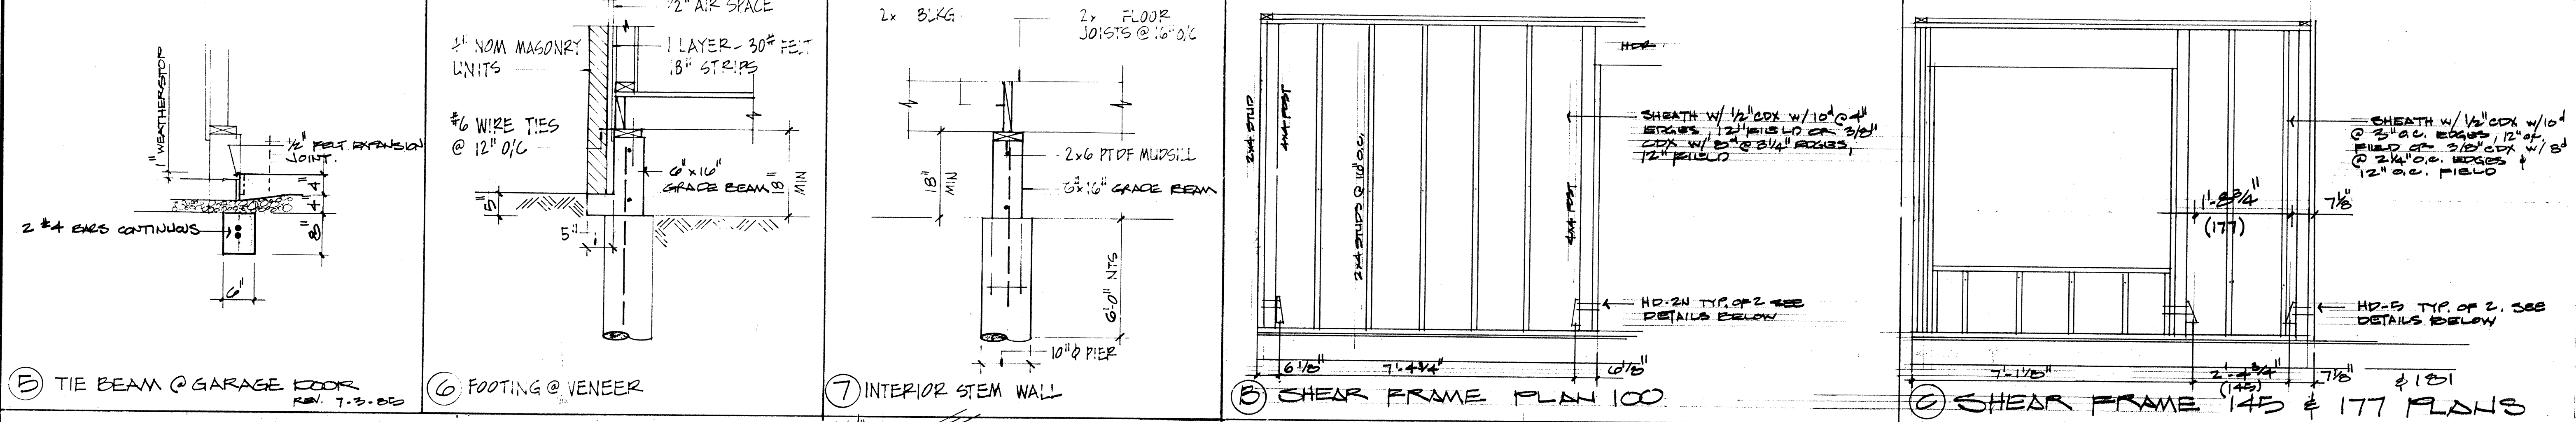 1" WEATHERSTOP
1/2" FELT EXPANSION
JOINT.
4"
4"
8"
2 #4 BARS CONTINUOUS
6"
5 TIE BEAM @ GARAGE DOOR
REV. 7-3-85
1/2" AIR SPACE
4" NOM MASONRY
UNITS
1 LAYER - 30# FELT
18" STRIPS
#6 WIRE TIES
@ 12" O/C
6"x16"
GRADE BEAM
18"
MIN
5"
5"
6 FOOTING @ VENEER
2x BLKG
2x FLOOR
JOISTS @ 16" O/C
2x6 PTDF MUDSILL
18"
MIN
6"x16" GRADE BEAM
6'-0" NTS
10"φ PIER
7 INTERIOR STEM WALL
HDR
2x4 STUD
4x4 POST
2x4 STUDS @ 16" O.C.
4x4 POST
SHEATH W/ 1/2" CDX W/ 10d @ 4"
EDGES, 12" FIELD OR 3/8"
CDX W/ 8d @ 3 1/4" EDGES,
12" FIELD
HD-2N TYP. OF 2 SEE
DETAILS BELOW
6 1/8"
7'-4 3/4"
6 1/8"
B SHEAR FRAME PLAN 100
SHEATH W/ 1/2" CDX W/ 10d
@ 3" O.C. EDGES, 12" O.C.
FIELD OR 3/8" CDX W/ 8d
@ 2 1/4" O.C. EDGES &
12" O.C. FIELD
1'-8 3/4"
(177)
7 1/8"
HD-5 TYP. OF 2. SEE
DETAILS BELOW
7'-1 1/8"
2'-4 3/4"
(145)
7 1/8"
& 181
C SHEAR FRAME 145 & 177 PLANS